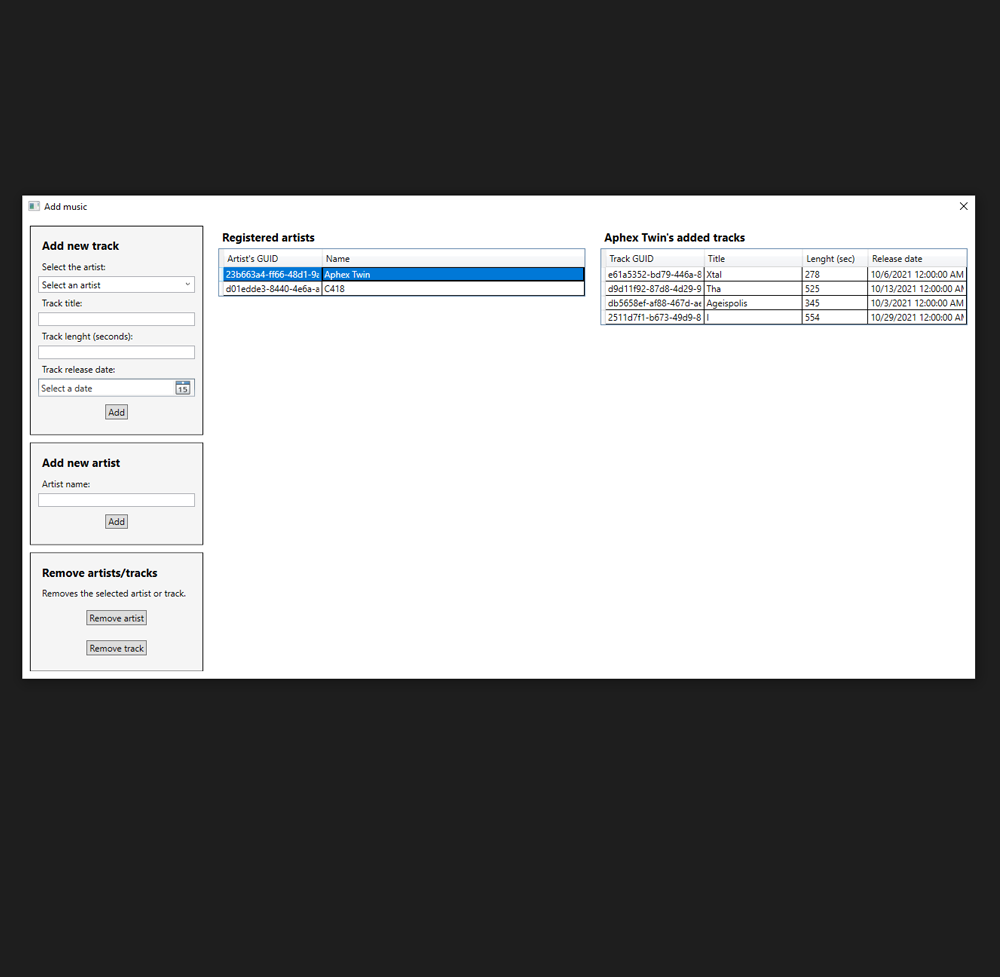 Add music
Add new track
Select the artist:
Select an artist
Track title:
Track lenght (seconds):
Track release date:
Select a date
15
Add
Add new artist
Artist name:
Add
Remove artists/tracks
Removes the selected artist or track.
Remove artist
Remove track
Registered artists
Artist's GUID Name
23b663a4-ff66-48d1-9a Aphex Twin
d01edde3-8440-4e6a-a C418
Aphex Twin's added tracks
Track GUID Title Lenght (sec) Release date
e61a5352-bd79-446a-8 Xtal 278 10/6/2021 12:00:00 AM
d9d11f92-87d8-4d29-9 Tha 525 10/13/2021 12:00:00 AM
db5658ef-af88-467d-ae Ageispolis 345 10/3/2021 12:00:00 AM
2511d7f1-b673-49d9-8 I 554 10/29/2021 12:00:00 AM